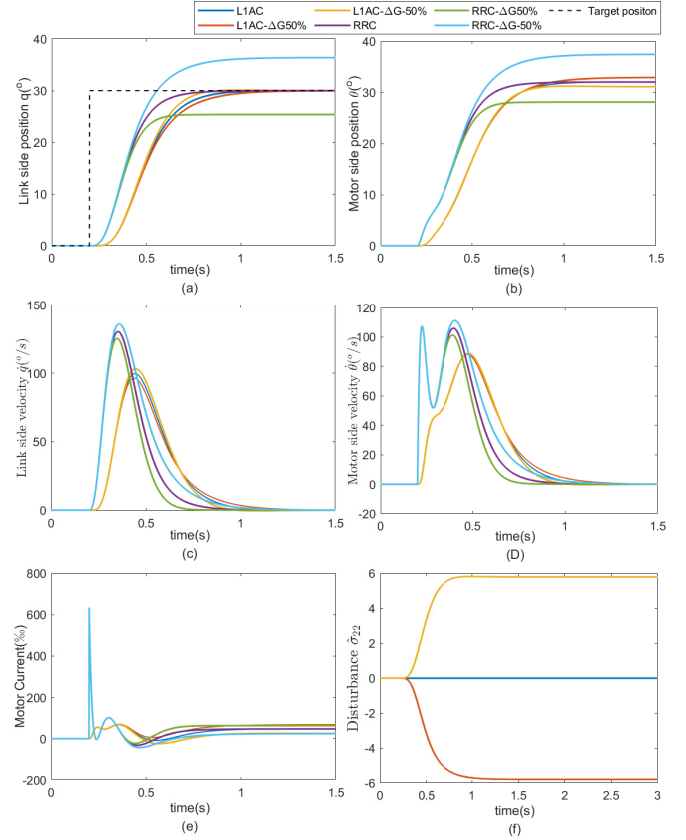 L1AC L1AC-ΔG-50% RRC-ΔG50% Target positon
L1AC-ΔG50% RRC RRC-ΔG-50%
40
30
20
10
0
Link side position q(°)
0 0.5 1 1.5
time(s)
(a)
40
30
20
10
0
Motor side position θ(°)
0 0.5 1 1.5
time(s)
(b)
150
100
50
0
Link side velocity q̇(°/s)
0 0.5 1 1.5
time(s)
(c)
120
100
80
60
40
20
0
-20
Motor side velocity θ̇(°/s)
0 0.5 1 1.5
time(s)
(D)
800
600
400
200
0
-200
Motor Current(‰)
0 0.5 1 1.5
time(s)
(e)
6
4
2
0
-2
-4
-6
Disturbance σ̂₂₂
0 0.5 1 1.5 2 2.5 3
time(s)
(f)